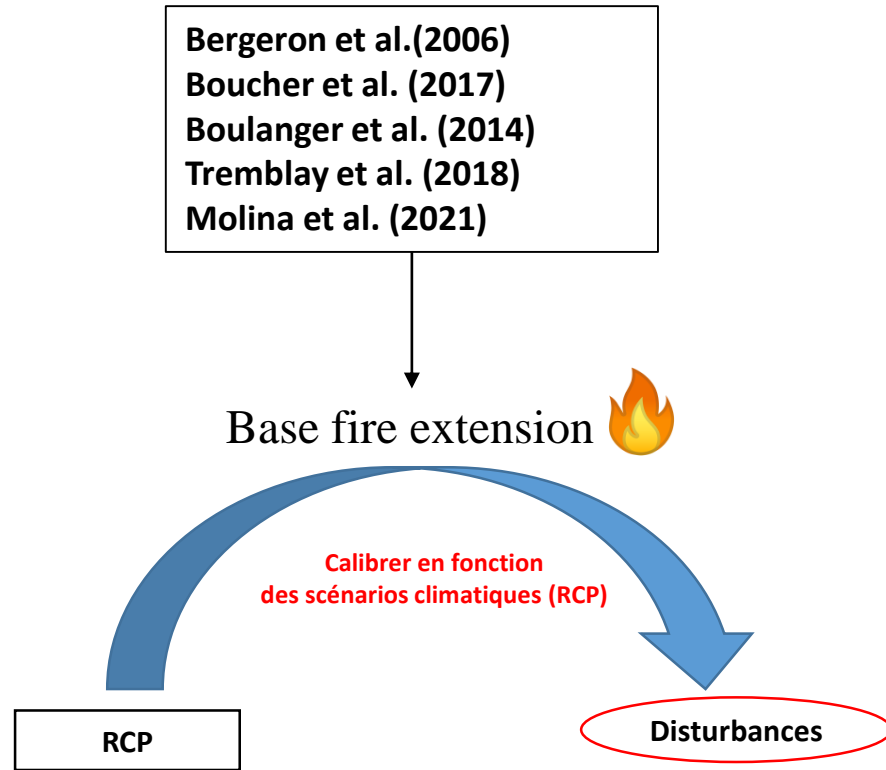 Bergeron et al.(2006)
Boucher et al. (2017)
Boulanger et al. (2014)
Tremblay et al. (2018)
Molina et al. (2021)
Base fire extension
Calibrer en fonction
des scénarios climatiques (RCP)
RCP
Disturbances